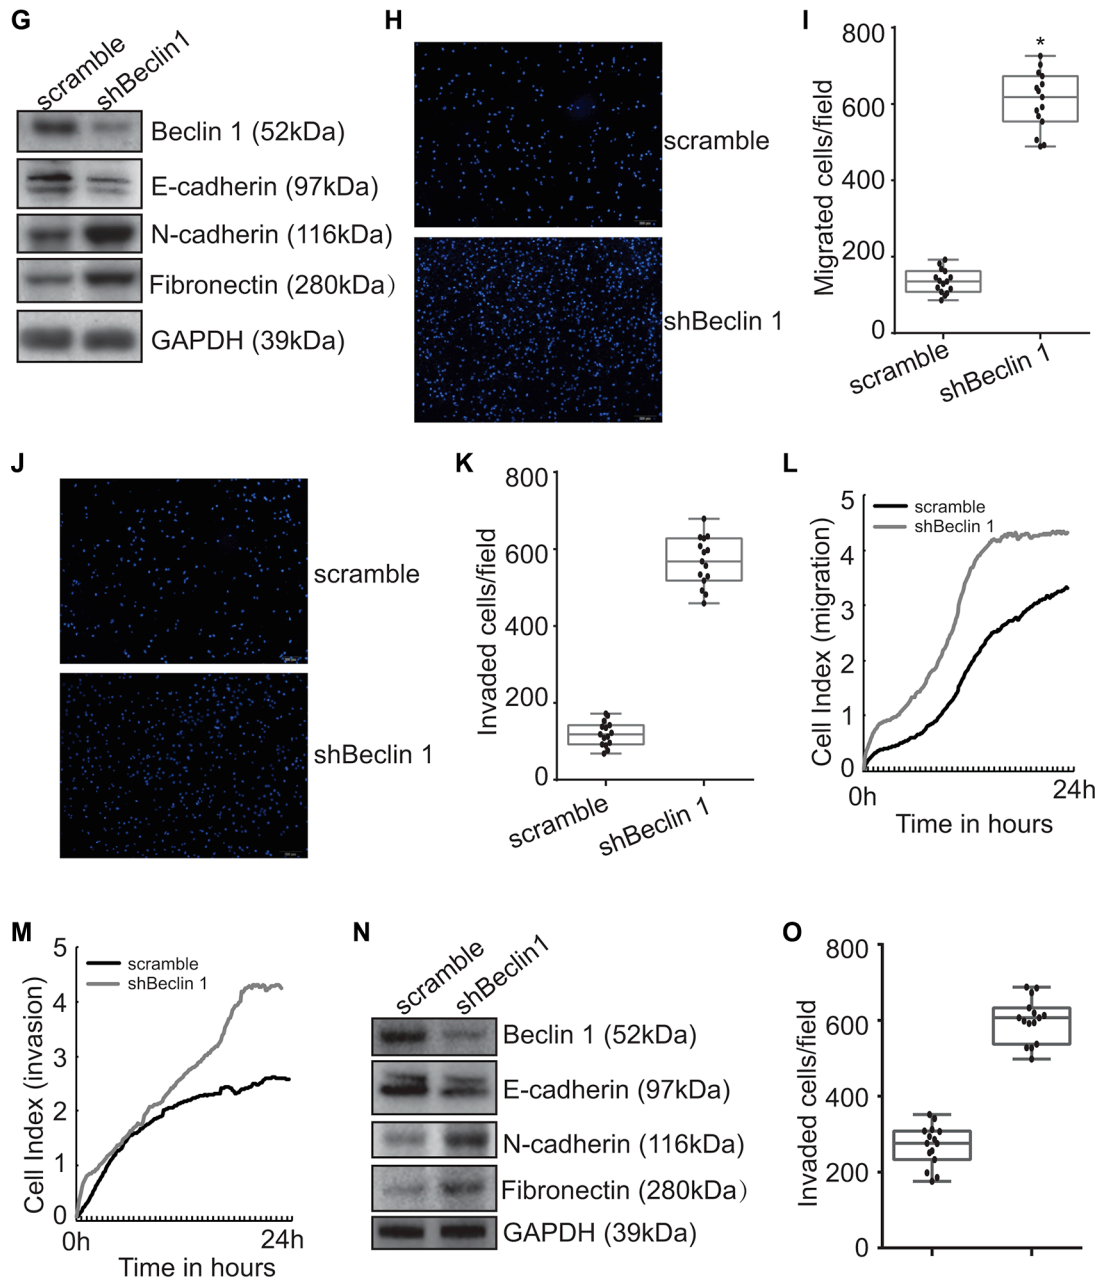 G
scramble
shBeclin1
Beclin 1 (52kDa)
E-cadherin (97kDa)
N-cadherin (116kDa)
Fibronectin (280kDa)
GAPDH (39kDa)
H
scramble
shBeclin 1
I
Migrated cells/field
800
600
400
200
0
*
scramble
shBeclin 1
J
scramble
shBeclin 1
K
Invaded cells/field
800
600
400
200
0
scramble
shBeclin 1
L
Cell Index (migration)
5
4
3
2
1
0
scramble
shBeclin 1
0h
24h
Time in hours
M
Cell Index (invasion)
5
4
3
2
1
0
scramble
shBeclin 1
0h
24h
Time in hours
N
scramble
shBeclin1
Beclin 1 (52kDa)
E-cadherin (97kDa)
N-cadherin (116kDa)
Fibronectin (280kDa)
GAPDH (39kDa)
O
Invaded cells/field
800
600
400
200
0